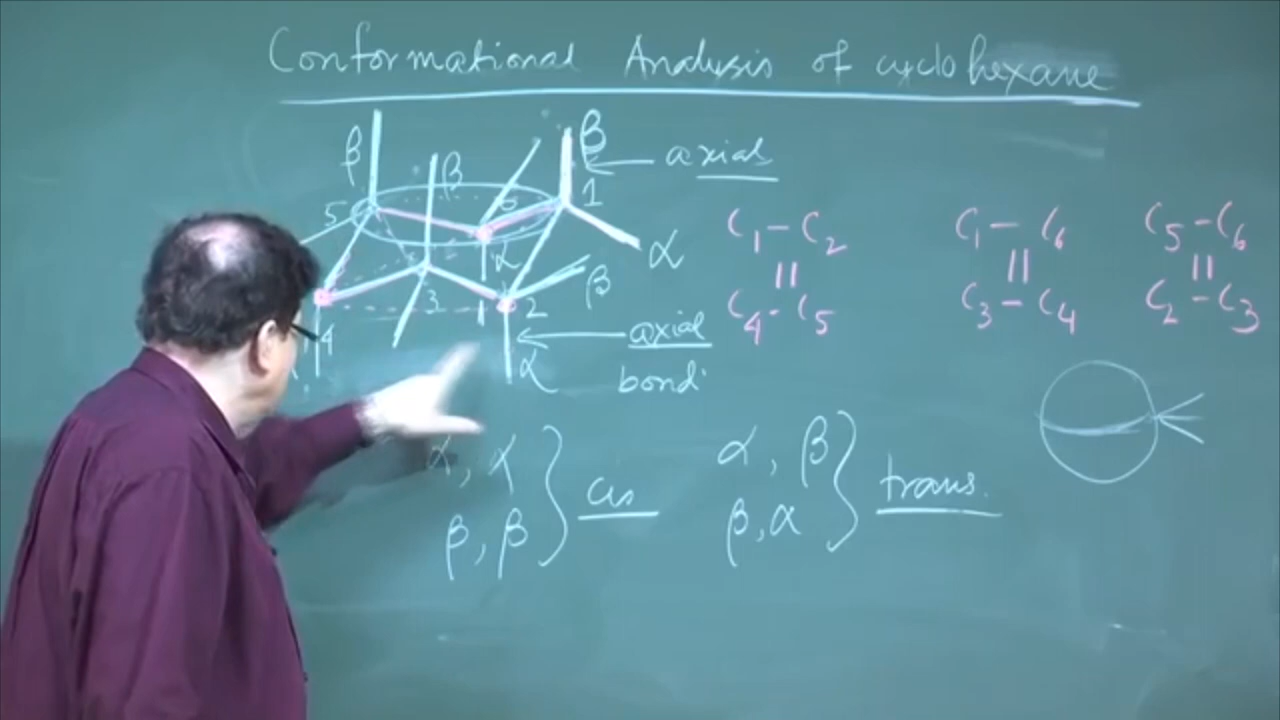 Conformational Analysis of cyclohexane
β β β axial
5 6 1
α α
β
3 2
4
axial
α bond
C1-C2 C1-C6 C5-C6
|| || ||
C4-C5 C3-C4 C2-C3
α, α } cis α, β } trans.
β, β β, α